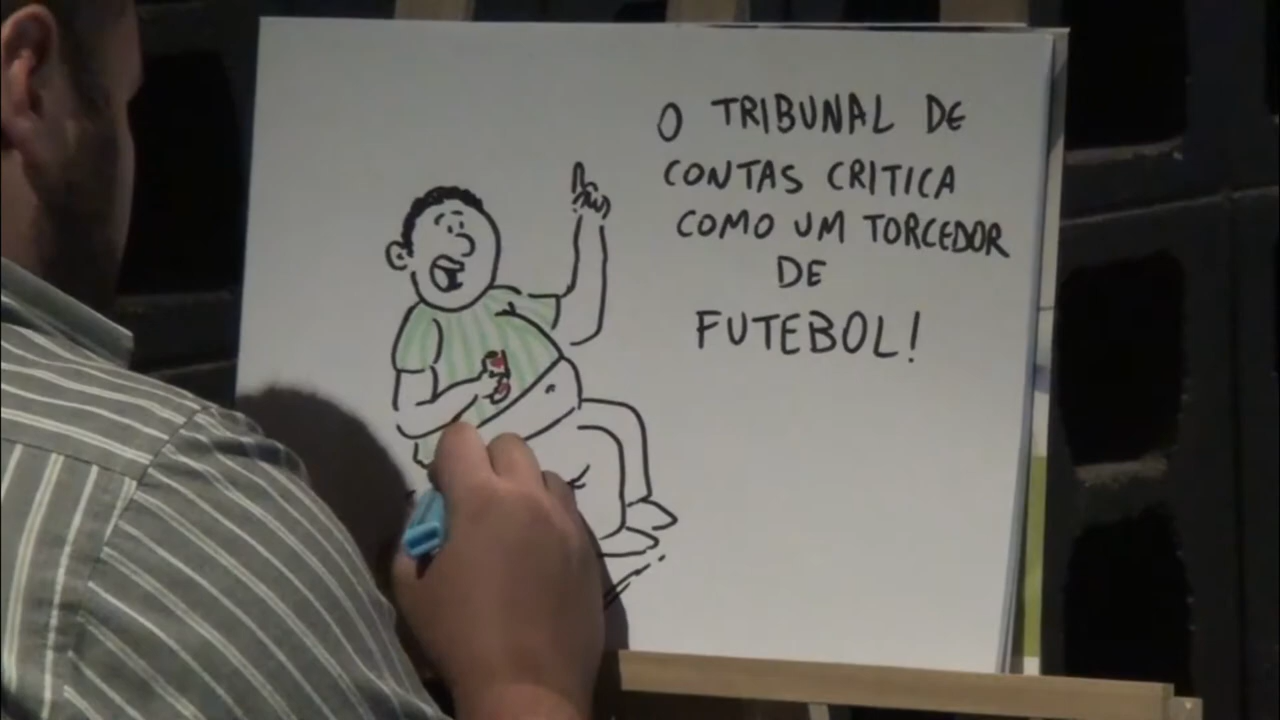 O TRIBUNAL DE
CONTAS CRITICA
COMO UM TORCEDOR
DE
FUTEBOL!